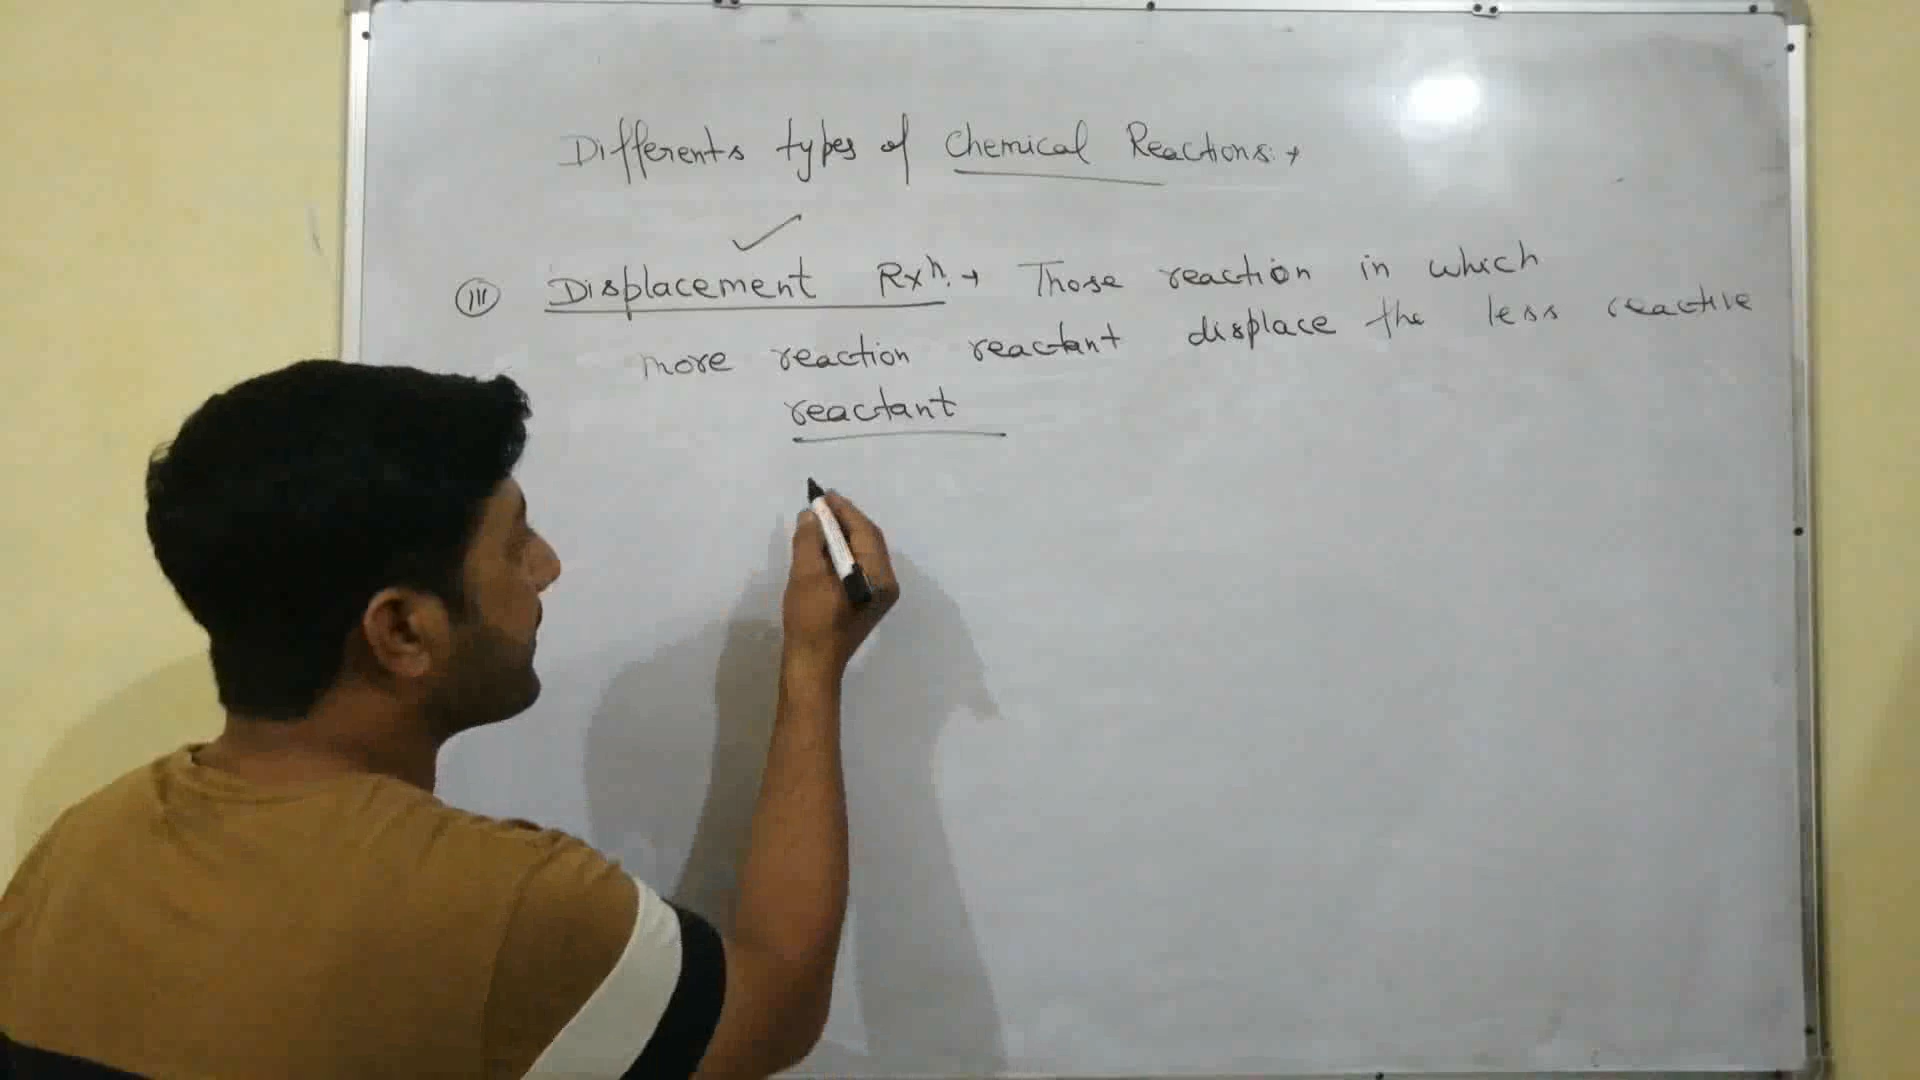 Differents types of Chemical Reactions:→
(iii) Displacement Rxn.→ Those reaction in which
more reaction reactant displace the less reactive
reactant